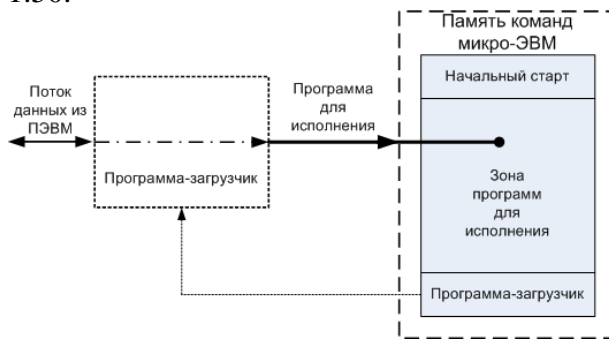 1.50.
Память команд
микро-ЭВМ
Начальный старт
Поток
данных из
ПЭВМ
Программа
для
исполнения
Программа-загрузчик
Зона
программ
для
исполнения
Программа-загрузчик